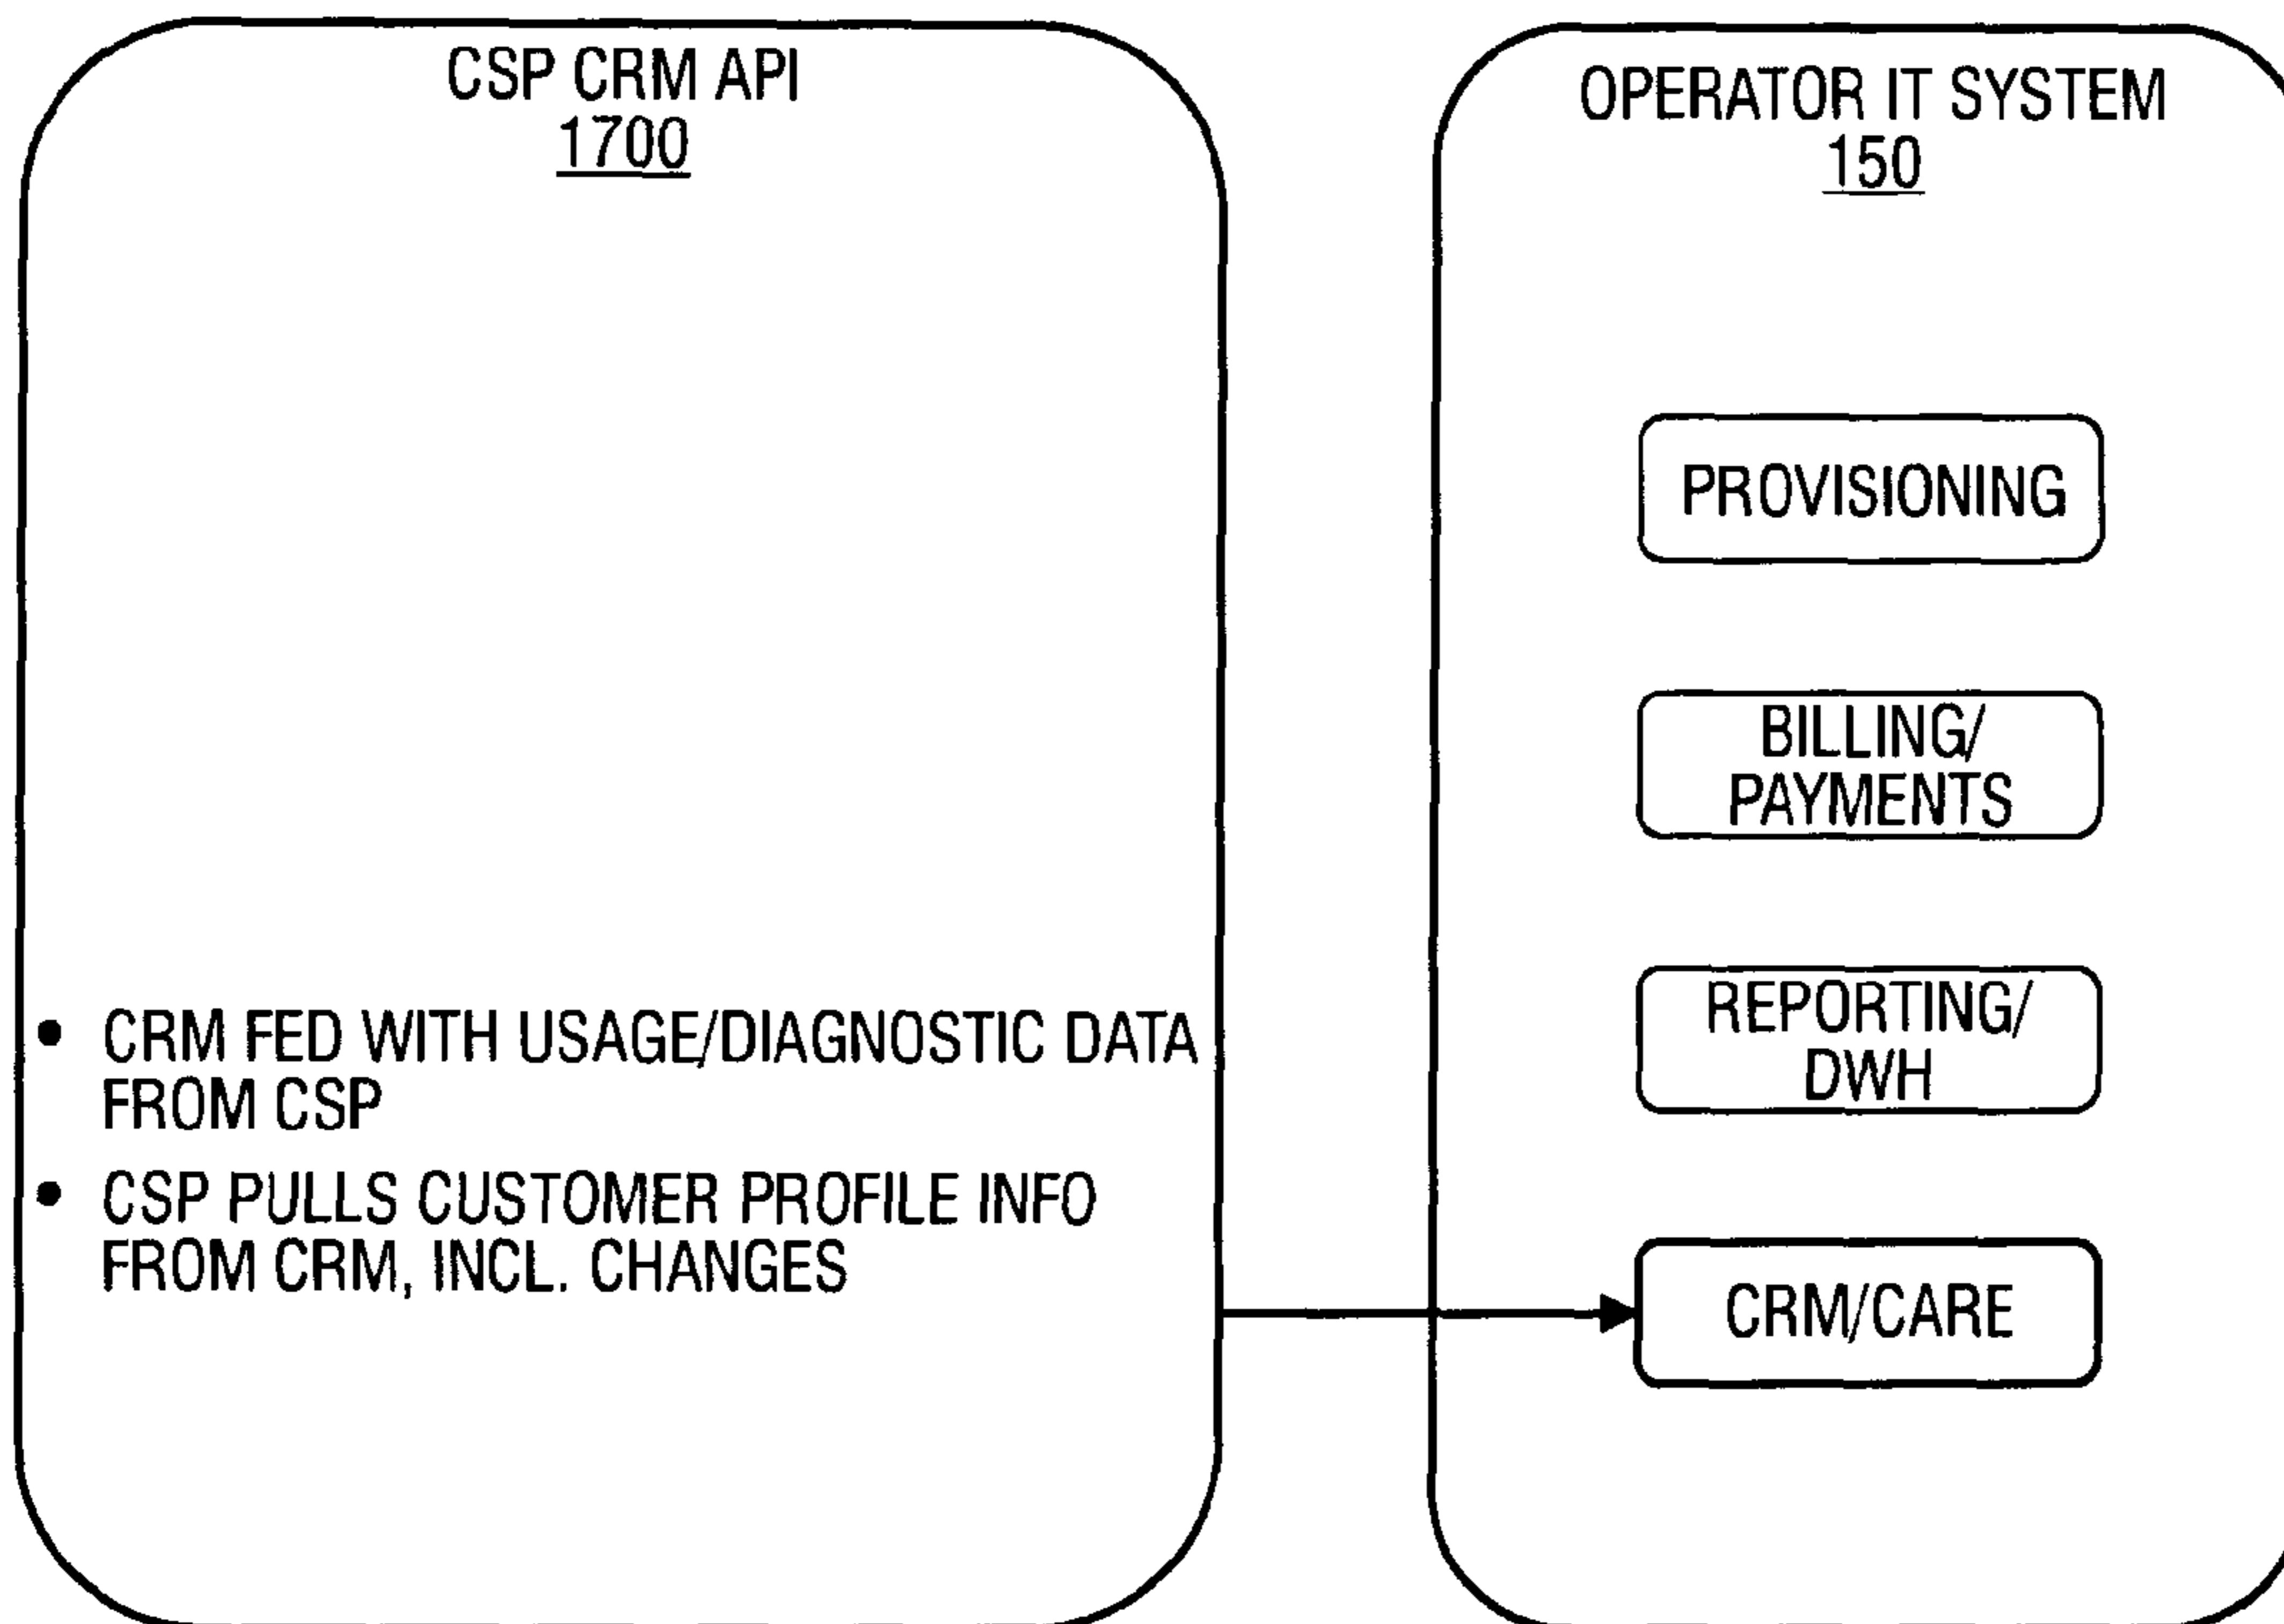 CSP CRM API
1700
• CRM FED WITH USAGE/DIAGNOSTIC DATA
FROM CSP
• CSP PULLS CUSTOMER PROFILE INFO
FROM CRM, INCL. CHANGES
OPERATOR IT SYSTEM
150
PROVISIONING
BILLING/
PAYMENTS
REPORTING/
DWH
CRM/CARE